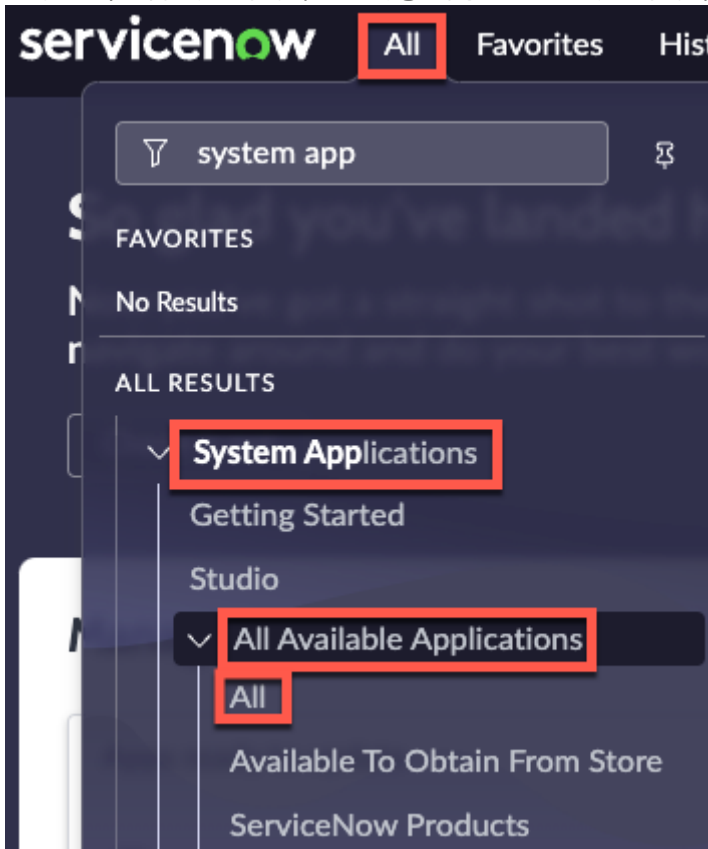 servicenow All Favorites
system app
FAVORITES
No Results
ALL RESULTS
System Applications
Getting Started
Studio
All Available Applications
All
Available To Obtain From Store
ServiceNow Products